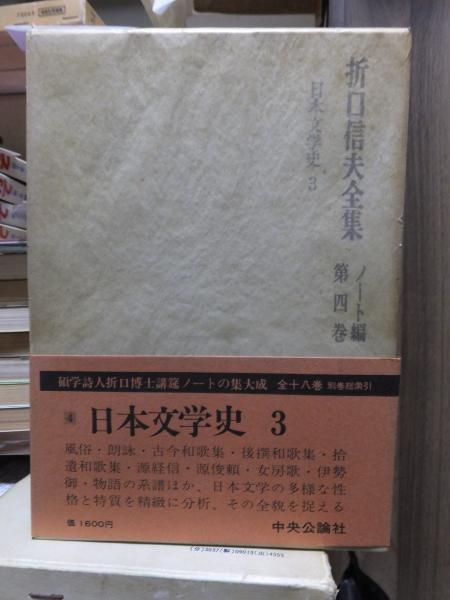 折口信夫全集
ノート編
第四巻
日本文学史 3
碩学詩人折口博士講筵ノートの集大成 全十八巻 別巻総索引
4 日本文学史 3
風俗・朗詠・古今和歌集・後撰和歌集・拾
遺和歌集・源経信・源俊頼・女房歌・伊勢
御・物語の系譜ほか、日本文学の多様な性
格と特質を精緻に分析、その全貌を捉える
価1600円
中央公論社